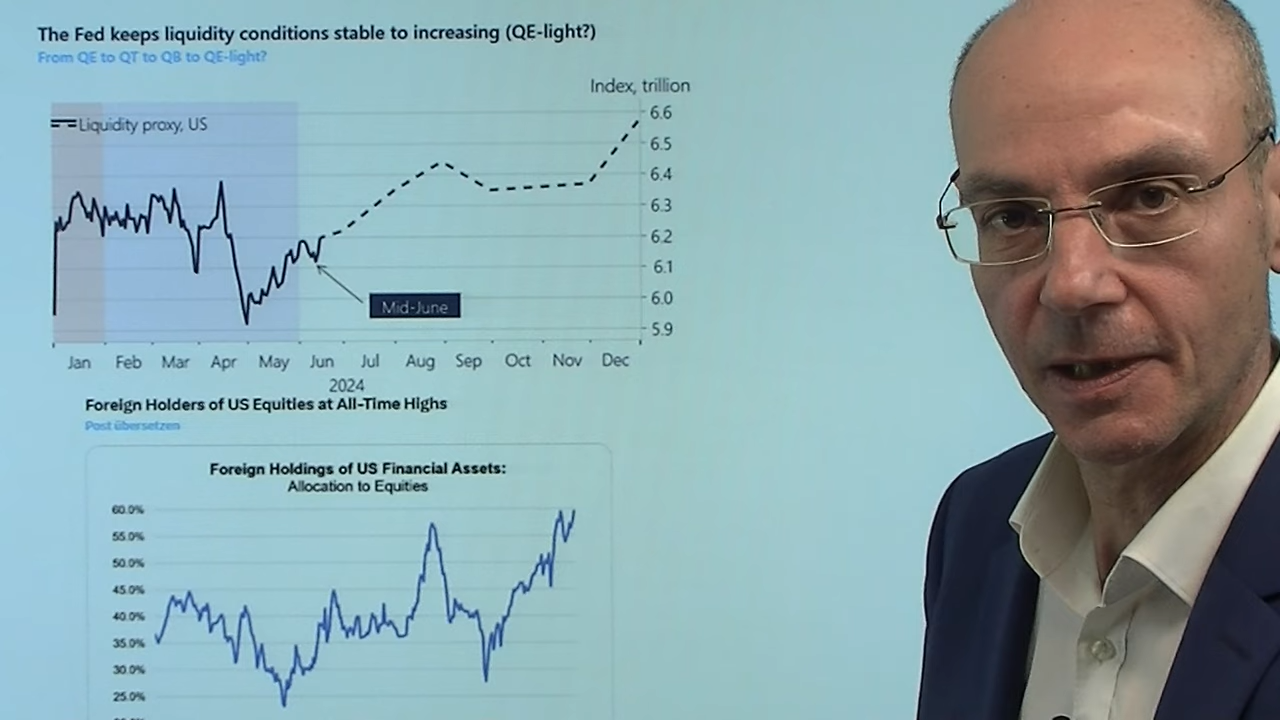 The Fed keeps liquidity conditions stable to increasing (QE-light?)
From QE to QT to QB to QE-light?
Index, trillion
Liquidity proxy, US
6.6
6.5
6.4
6.3
6.2
6.1
6.0
5.9
Mid-June
Jan Feb Mar Apr May Jun Jul Aug Sep Oct Nov Dec
2024
Foreign Holders of US Equities at All-Time Highs
Post übersetzen
Foreign Holdings of US Financial Assets:
Allocation to Equities
60.0%
55.0%
50.0%
45.0%
40.0%
35.0%
30.0%
25.0%